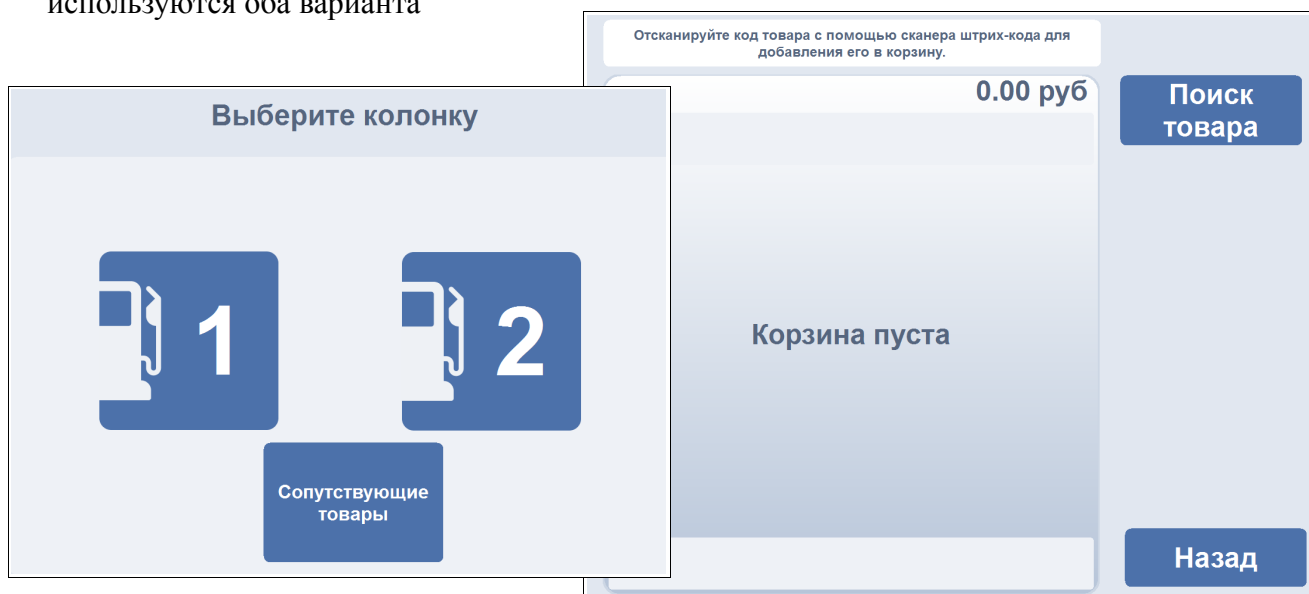 используются оба варианта
Выберите колонку
1
2
Сопутствующие
товары
Отсканируйте код товара с помощью сканера штрих-кода для
добавления его в корзину.
0.00 руб
Поиск
товара
Корзина пуста
Назад